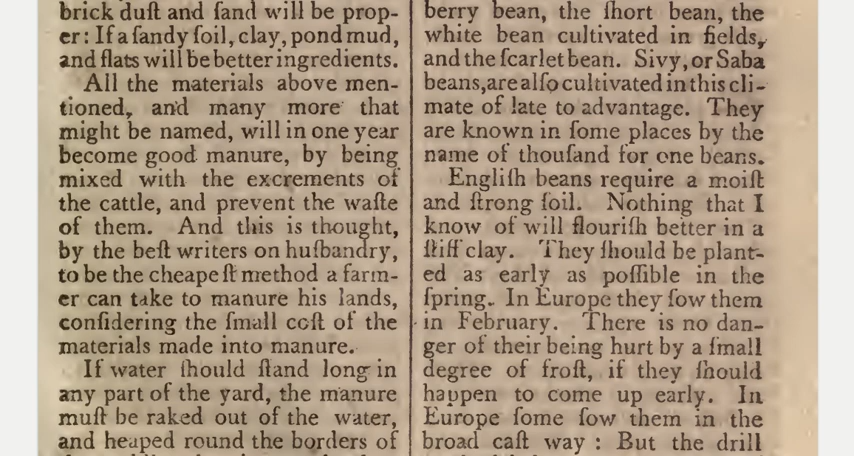 brick duſt and ſand will be prop-
er: If a ſandy ſoil, clay, pond mud,
and flats will be better ingredients.
All the materials above men-
tioned, and many more that
might be named, will in one year
become good manure, by being
mixed with the excrements of
the cattle, and prevent the waſte
of them. And this is thought,
by the beſt writers on huſbandry,
to be the cheapeſt method a farm-
er can take to manure his lands,
conſidering the ſmall coſt of the
materials made into manure.
If water ſhould ſtand long in
any part of the yard, the manure
muſt be raked out of the water,
and heaped round the borders of
berry bean, the ſhort bean, the
white bean cultivated in fields,
and the ſcarlet bean. Sivy, or Saba
beans, are alſo cultivated in this cli-
mate of late to advantage. They
are known in ſome places by the
name of thouſand for one beans.
Engliſh beans require a moiſt
and ſtrong ſoil. Nothing that I
know of will flouriſh better in a
ſtiff clay. They ſhould be plant-
ed as early as poſſible in the
ſpring. In Europe they ſow them
in February. There is no dan-
ger of their being hurt by a ſmall
degree of froſt, if they ſhould
happen to come up early. In
Europe ſome ſow them in the
broad caſt way : But the drill